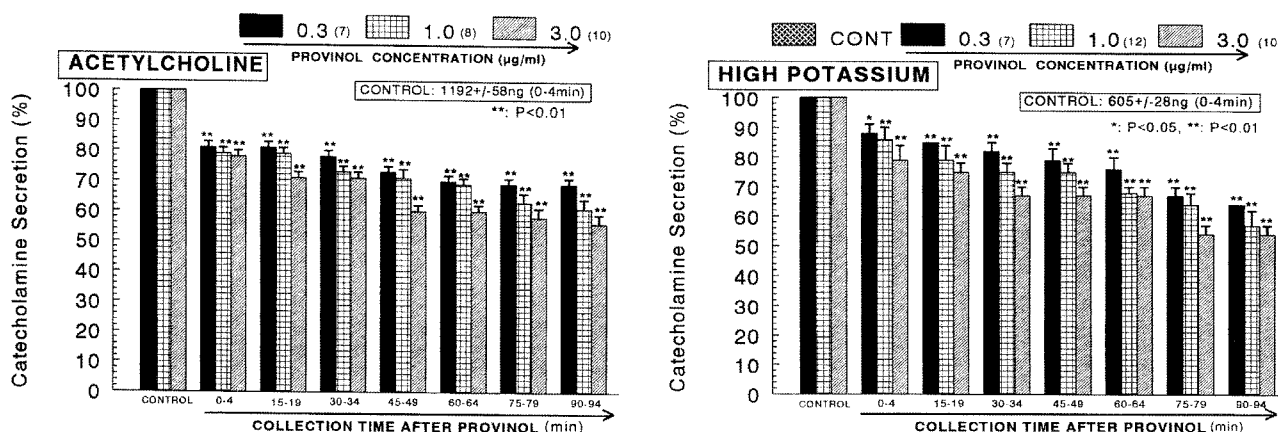 0.3 (7) 1.0 (8) 3.0 (10)
PROVINOL CONCENTRATION (µg/ml)
ACETYLCHOLINE
CONTROL: 1192+/-58ng (0-4min)
**: P<0.01
Catecholamine Secretion (%)
100
90
80
70
60
50
40
30
20
10
0
** ** ** ** ** ** ** ** ** ** ** ** ** ** ** ** ** ** ** ** **
CONTROL 0-4 15-19 30-34 45-49 60-64 75-79 90-94
COLLECTION TIME AFTER PROVINOL (min)
CONT 0.3 (7) 1.0 (12) 3.0 (10
PROVINOL CONCENTRATION (µg/ml)
HIGH POTASSIUM
CONTROL: 605+/-28ng (0-4min)
*: P<0.05, **: P<0.01
Catecholamine Secretion (%)
100
90
80
70
60
50
40
30
20
10
0
* ** ** ** ** ** ** ** ** ** ** ** ** ** ** ** ** ** ** ** **
CONTROL 0-4 15-19 30-34 45-49 60-64 75-79 90-94
COLLECTION TIME AFTER PROVINOL (min)